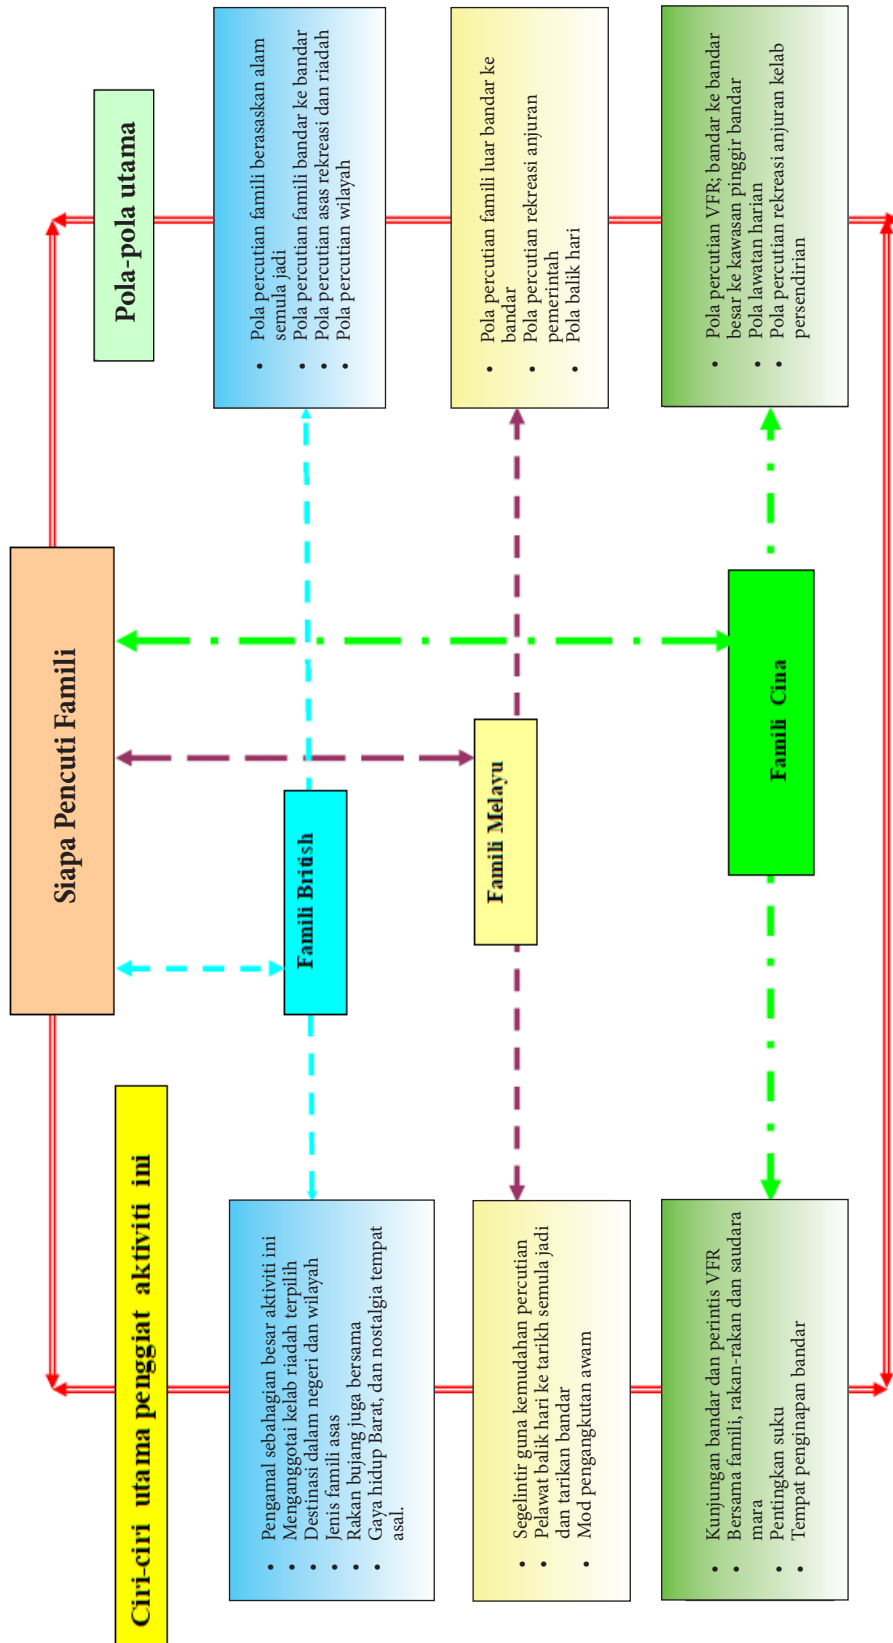 Siapa Pencuti Famili
Ciri-ciri utama penggiat aktiviti ini
Pola-pola utama
Famili British
Famili Melayu
Famili Cina
• Pengamal sebahagian besar aktiviti ini
• Menganggotai kelab riadah terpilih
• Destinasi dalam negeri dan wilayah
• Jenis famili asas
• Rakan bujang juga bersama
• Gaya hidup Barat, dan nostalgia tempat
asal.
• Pola percutian famili berasaskan alam
semula jadi
• Pola percutian famili bandar ke bandar
• Pola percutian asas rekreasi dan riadah
• Pola percutian wilayah
• Segelintir guna kemudahan percutian
• Pelawat balik hari ke tarikh semula jadi
dan tarikan bandar
• Mod pengangkutan awam
• Pola percutian famili luar bandar ke
bandar
• Pola percutian rekreasi anjuran
pemerintah
• Pola balik hari
• Kunjungan bandar dan perintis VFR
• Bersama famili, rakan-rakan dan saudara
mara
• Pentingkan suku
• Tempat penginapan bandar
• Pola percutian VFR; bandar ke bandar
besar ke kawasan pinggir bandar
• Pola lawatan harian
• Pola percutian rekreasi anjuran kelab
persendirian